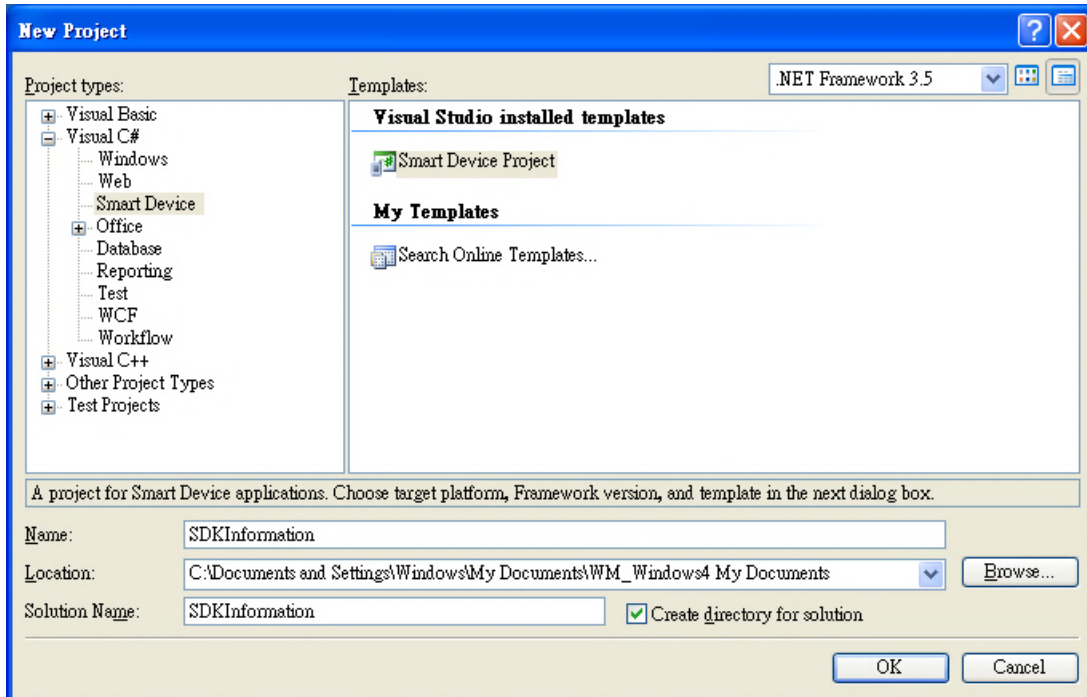 New Project
Project types:
Templates:
.NET Framework 3.5
Visual Basic
Visual C#
Windows
Web
Smart Device
Office
Database
Reporting
Test
WCF
Workflow
Visual C++
Other Project Types
Test Projects
Visual Studio installed templates
Smart Device Project
My Templates
Search Online Templates...
A project for Smart Device applications. Choose target platform, Framework version, and template in the next dialog box.
Name:
SDKInformation
Location:
C:\Documents and Settings\Windows\My Documents\WM_Windows4 My Documents
Browse...
Solution Name:
SDKInformation
Create directory for solution
OK
Cancel